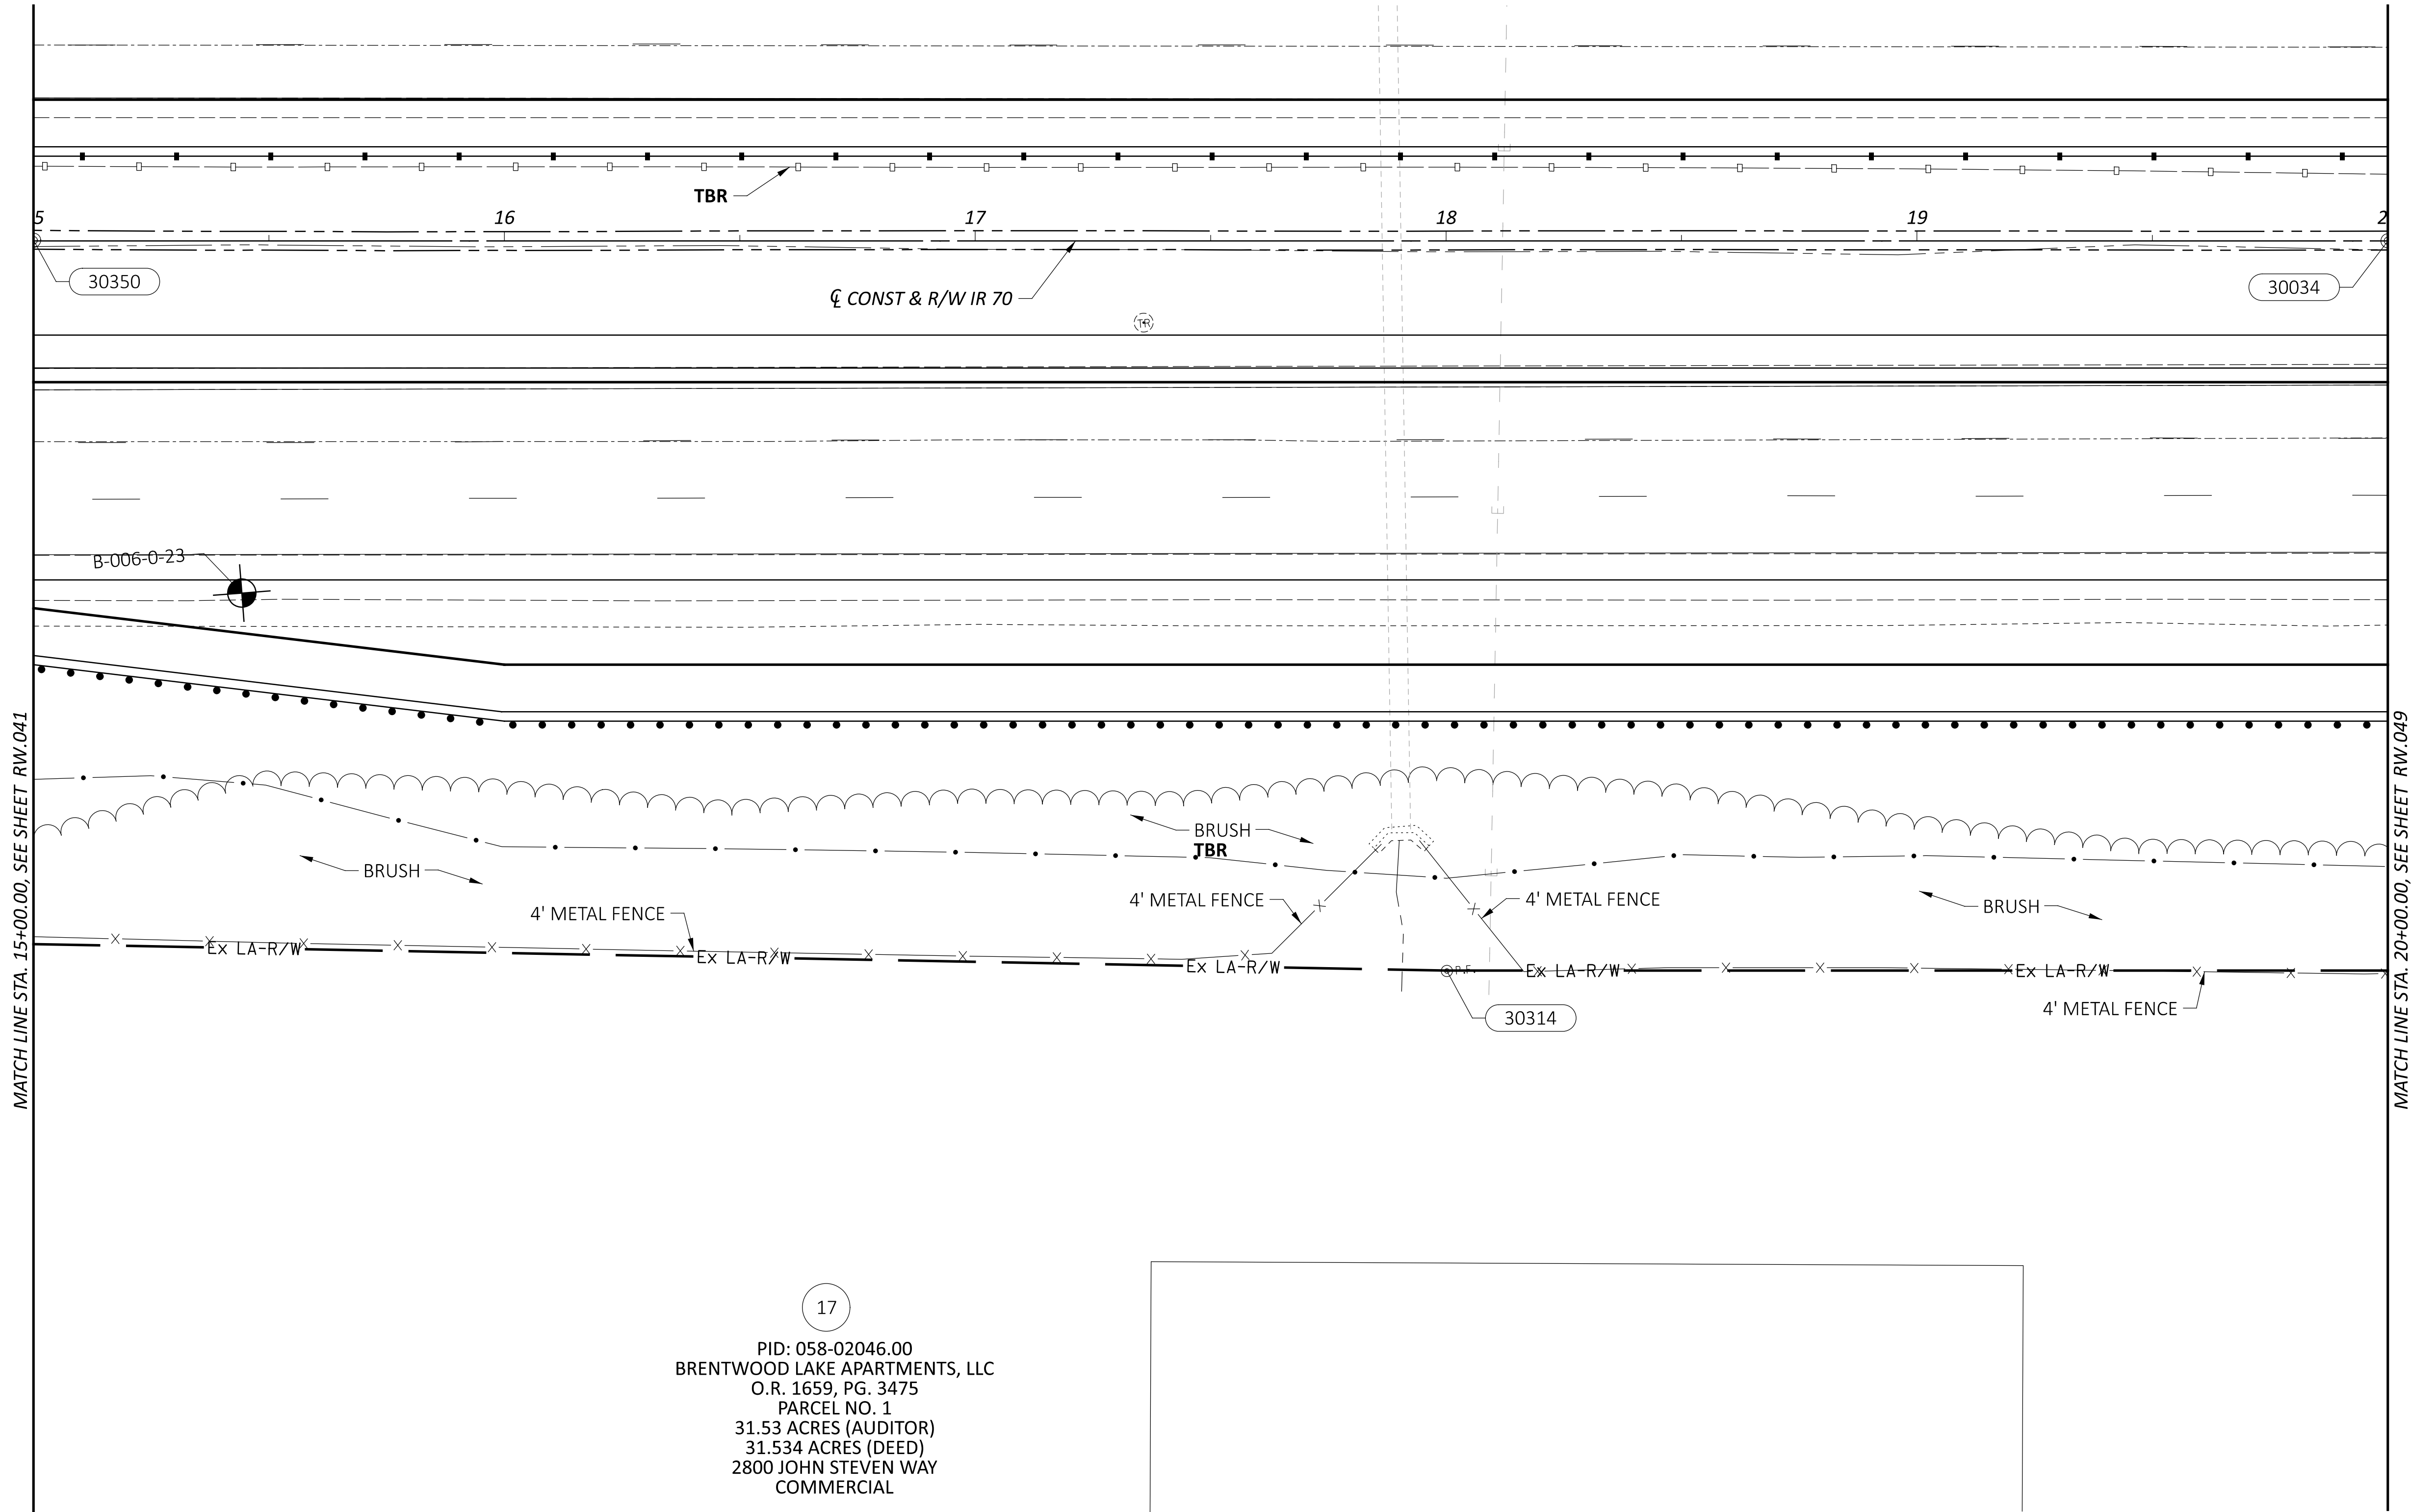 TBR
5
16
17
18
19
2
30350
℄ CONST & R/W IR 70
30034
TR
B-006-0-23
MATCH LINE STA. 15+00.00, SEE SHEET RW.041
MATCH LINE STA. 20+00.00, SEE SHEET RW.049
BRUSH
TBR
BRUSH
4' METAL FENCE
4' METAL FENCE
4' METAL FENCE
BRUSH
Ex LA-R/W
Ex LA-R/W
Ex LA-R/W
P.F.
Ex LA-R/W
Ex LA-R/W
30314
4' METAL FENCE
17
PID: 058-02046.00
BRENTWOOD LAKE APARTMENTS, LLC
O.R. 1659, PG. 3475
PARCEL NO. 1
31.53 ACRES (AUDITOR)
31.534 ACRES (DEED)
2800 JOHN STEVEN WAY
COMMERCIAL